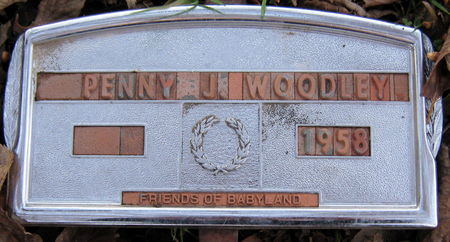 PENNY J. WOODLEY
1958
FRIENDS OF BABYLAND